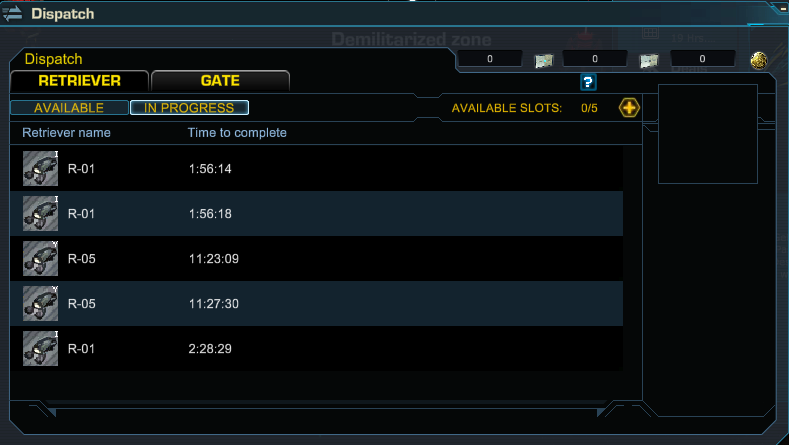 Dispatch
Demilitarized zone
Dispatch
0 0 0
RETRIEVER GATE ?
AVAILABLE IN PROGRESS AVAILABLE SLOTS: 0/5
Retriever name Time to complete
I
R-01 1:56:14
I
R-01 1:56:18
Y
R-05 11:23:09
Y
R-05 11:27:30
I
R-01 2:28:29